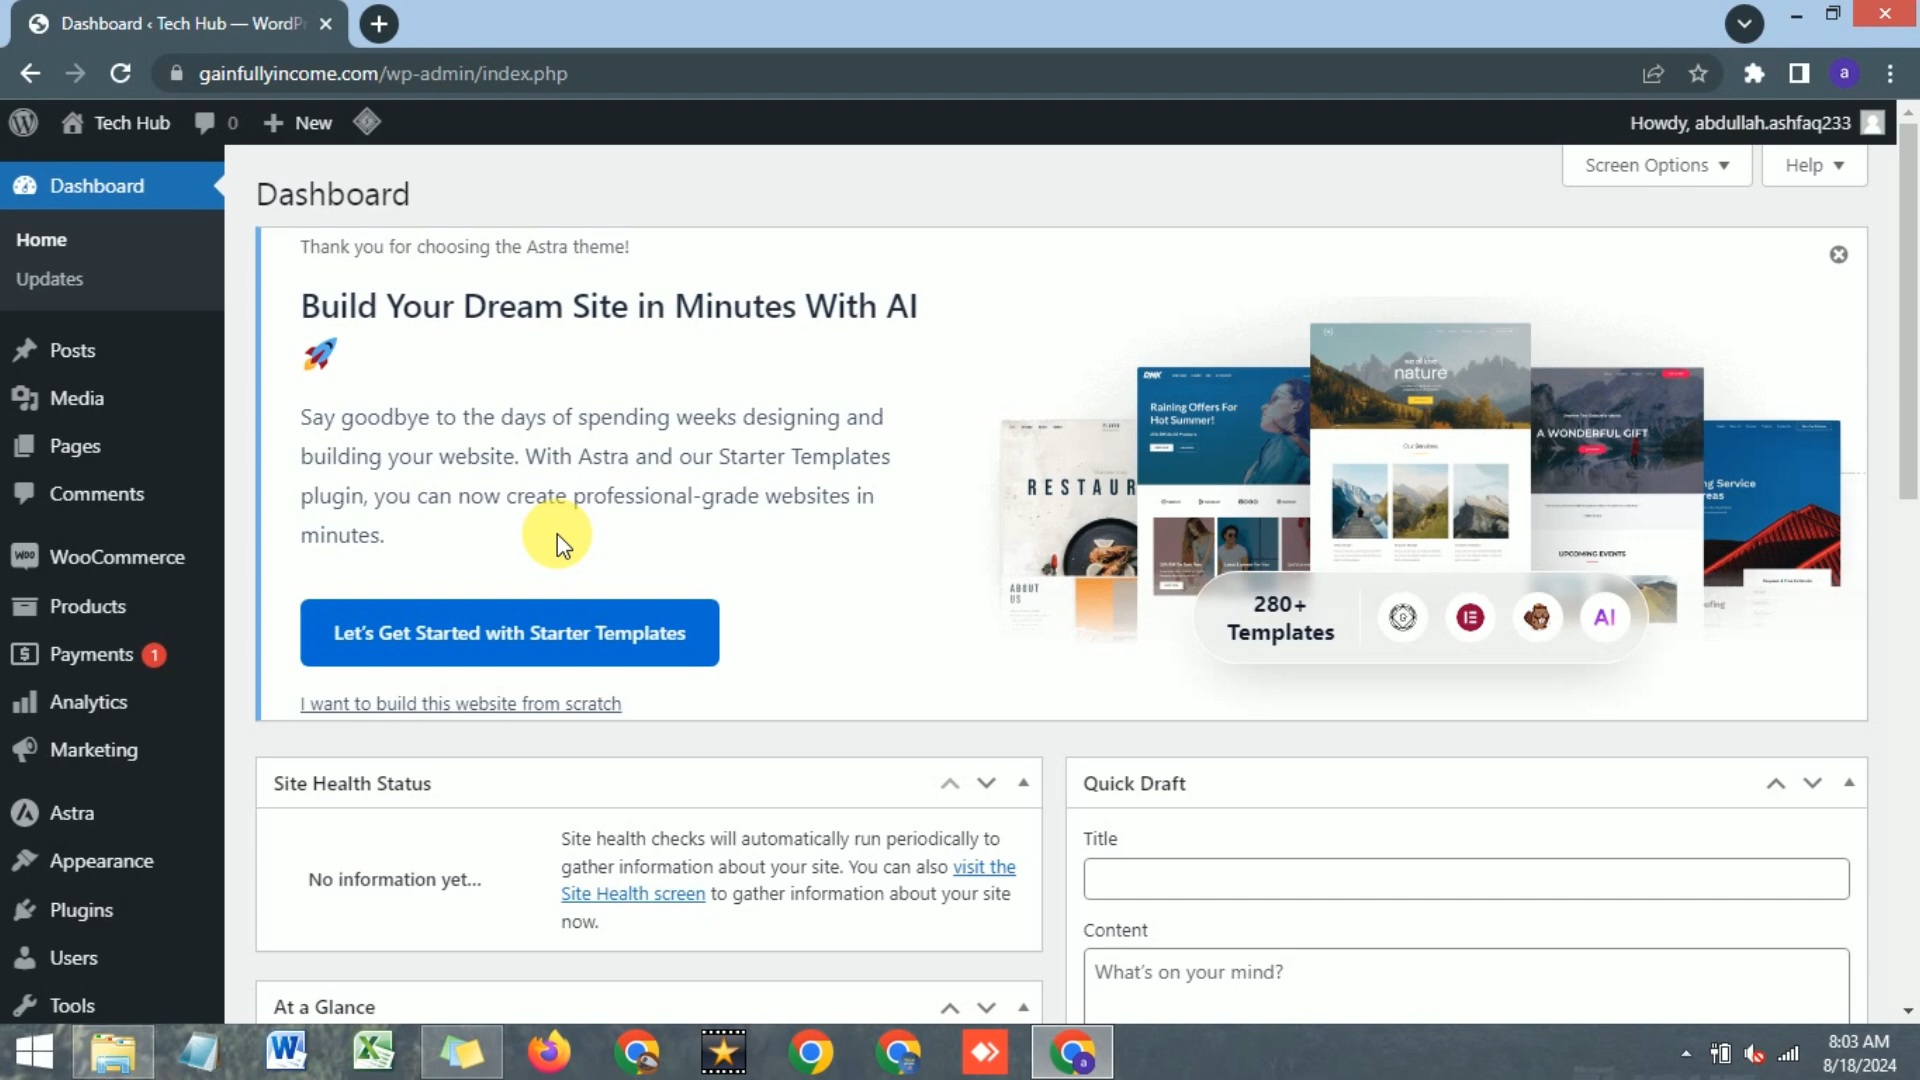 Dashboard ‹ Tech Hub — WordPr
gainfullyincome.com/wp-admin/index.php
a
Tech Hub
0
New
Howdy, abdullah.ashfaq233
Dashboard
Home
Updates
Posts
Media
Pages
Comments
WooCommerce
Products
Payments 1
Analytics
Marketing
Astra
Appearance
Plugins
Users
Tools
Screen Options
Help
Dashboard
Thank you for choosing the Astra theme!
Build Your Dream Site in Minutes With AI
Say goodbye to the days of spending weeks designing and
building your website. With Astra and our Starter Templates
plugin, you can now create professional-grade websites in
minutes.
Let's Get Started with Starter Templates
I want to build this website from scratch
RESTAUR
ABOUT
US
DNK
Raining Offers For
Hot Summer!
we all love
nature
Our Services
A WONDERFUL GIFT
UPCOMING EVENTS
ng Service
reas
ofing
280+
Templates
AI
Site Health Status
No information yet...
Site health checks will automatically run periodically to
gather information about your site. You can also visit the
Site Health screen to gather information about your site
now.
At a Glance
Quick Draft
Title
Content
What's on your mind?
8:03 AM
8/18/2024